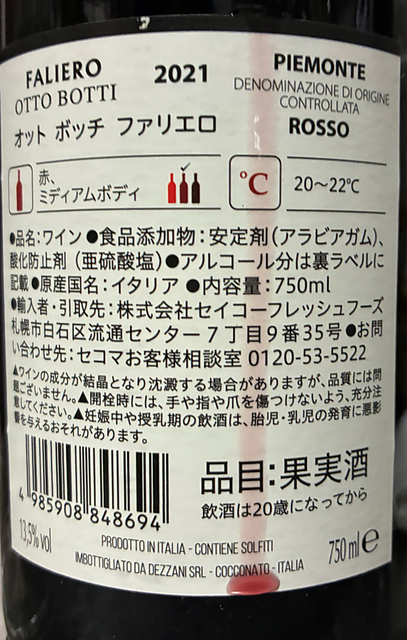 FALIERO
OTTO BOTTI
2021
PIEMONTE
DENOMINAZIONE DI ORIGINE
CONTROLLATA
ROSSO
オット ボッチ ファリエロ
赤、
ミディアムボディ
°C
20〜22℃
●品名:ワイン●食品添加物:安定剤(アラビアガム)、
酸化防止剤(亜硫酸塩)●アルコール分は裏ラベルに
記載●原産国名:イタリア●内容量:750ml
●輸入者・引取先:株式会社セイコーフレッシュフーズ
札幌市白石区流通センター7丁目9番35号●お問
い合わせ先:セコマお客様相談室 0120-53-5522
▲ワインの成分が結晶となり沈澱する場合がありますが、品質には問
題ございません。▲開栓時には、手や指や爪を傷つけないよう、充分注
意してください。▲妊娠中や授乳期の飲酒は、胎児・乳児の発育に悪影
響を与えるおそれがあります。
4 985908 848694
品目:果実酒
飲酒は20歳になってから
13,5% vol
PRODOTTO IN ITALIA - CONTIENE SOLFITI
IMBOTTIGLIATO DA DEZZANI SRL - COCCONATO - ITALIA
750 ml e